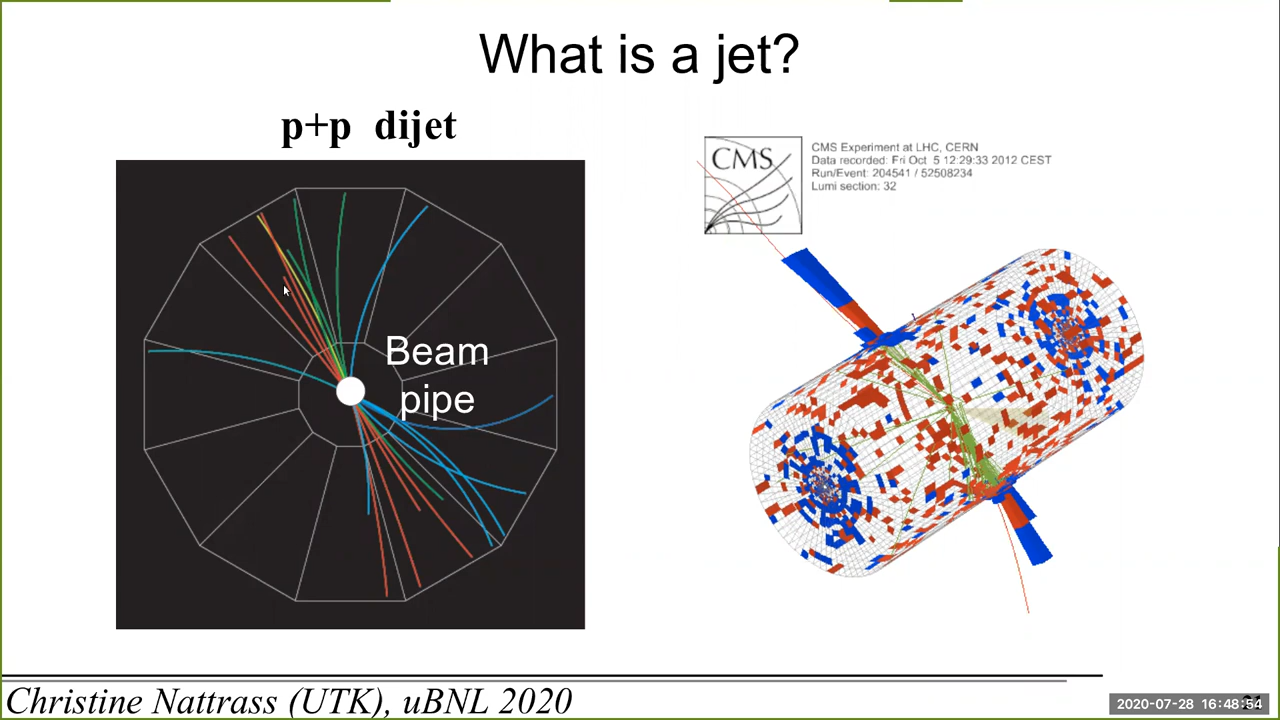 What is a jet?
p+p dijet
Beam
pipe
CMS
CMS Experiment at LHC, CERN
Data recorded: Fri Oct 5 12:29:33 2012 CEST
Run/Event: 204541 / 52508234
Lumi section: 32
Christine Nattrass (UTK), uBNL 2020
2020-07-28 16:48:54